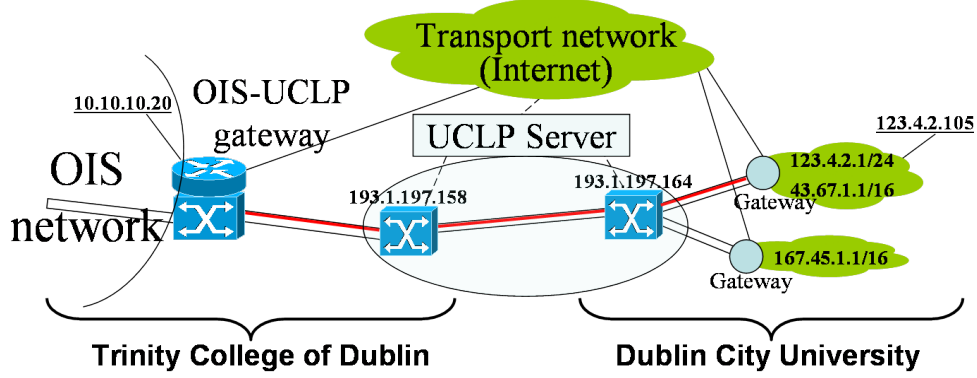 Transport network
(Internet)
10.10.10.20
OIS-UCLP
gateway
UCLP Server
123.4.2.105
OIS
network
193.1.197.158
193.1.197.164
123.4.2.1/24
43.67.1.1/16
Gateway
167.45.1.1/16
Gateway
Trinity College of Dublin
Dublin City University